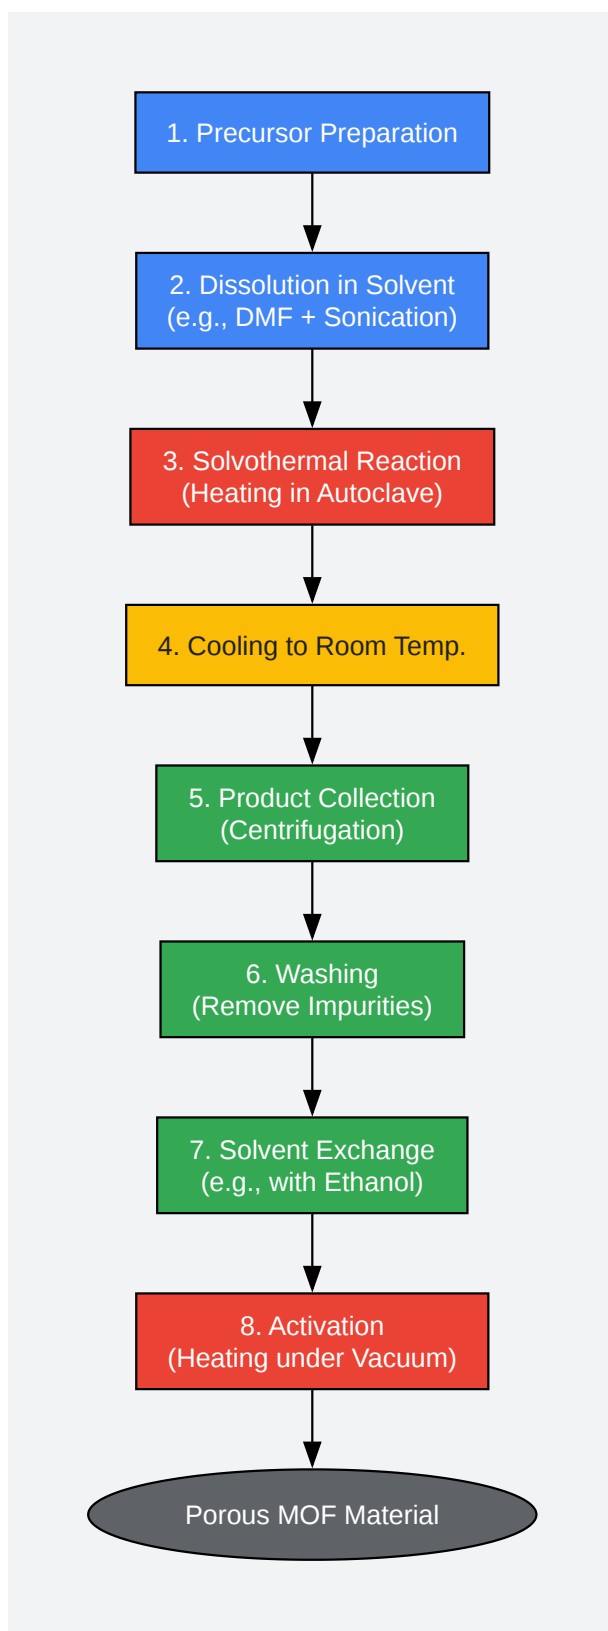 1. Precursor Preparation
2. Dissolution in Solvent
(e.g., DMF + Sonication)
3. Solvothermal Reaction
(Heating in Autoclave)
4. Cooling to Room Temp.
5. Product Collection
(Centrifugation)
6. Washing
(Remove Impurities)
7. Solvent Exchange
(e.g., with Ethanol)
8. Activation
(Heating under Vacuum)
Porous MOF Material